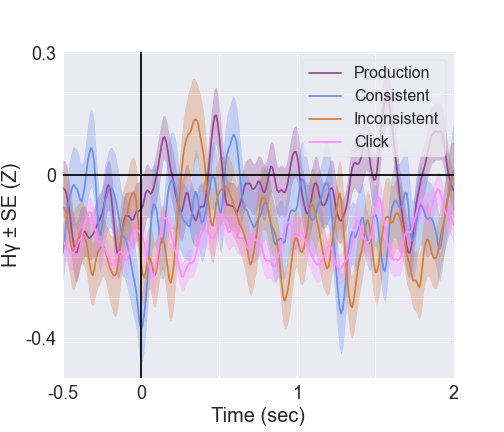 0.3
Production
Consistent
Inconsistent
Click
0
-0.4
Hγ ± SE (Z)
-0.5
0
1
2
Time (sec)